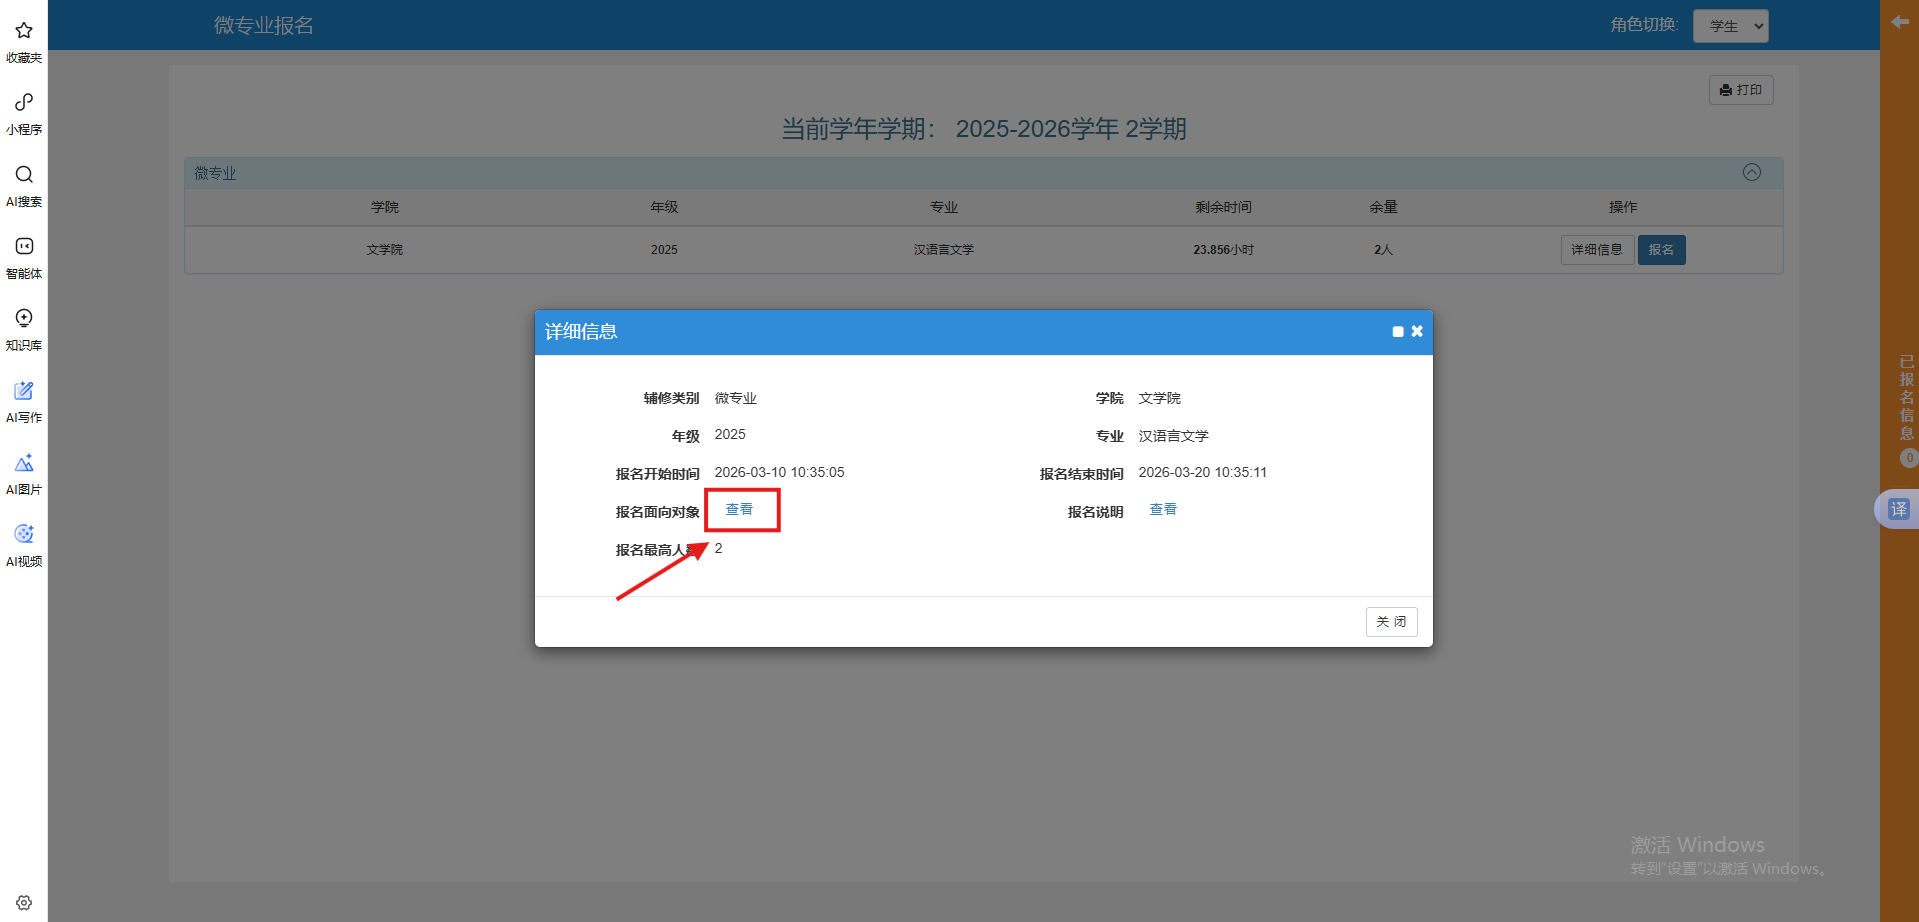 收藏夹
小程序
AI搜索
智能体
知识库
AI写作
AI图片
AI视频
微专业报名
角色切换:
学生
打印
当前学年学期： 2025-2026学年 2学期
微专业
学院 年级 专业 剩余时间 余量 操作
文学院 2025 汉语言文学 23.856小时 2人 详细信息 报名
详细信息
辅修类别 微专业 学院 文学院
年级 2025 专业 汉语言文学
报名开始时间 2026-03-10 10:35:05 报名结束时间 2026-03-20 10:35:11
报名面向对象 查看 报名说明 查看
报名最高人数 2
关 闭
已报名信息
0
译
激活 Windows
转到"设置"以激活 Windows。